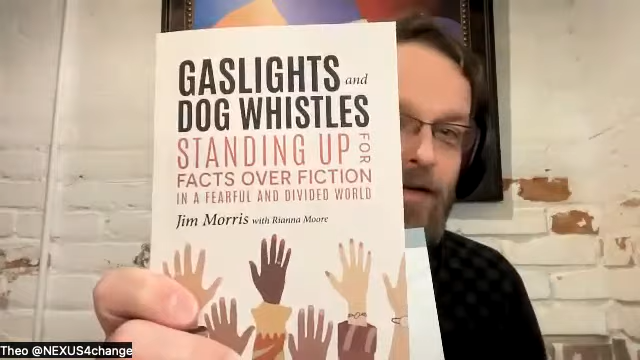 GASLIGHTS and
DOG WHISTLES
STANDING UP FOR
FACTS OVER FICTION
IN A FEARFUL AND DIVIDED WORLD
Jim Morris with Rianna Moore
Theo @NEXUS4change